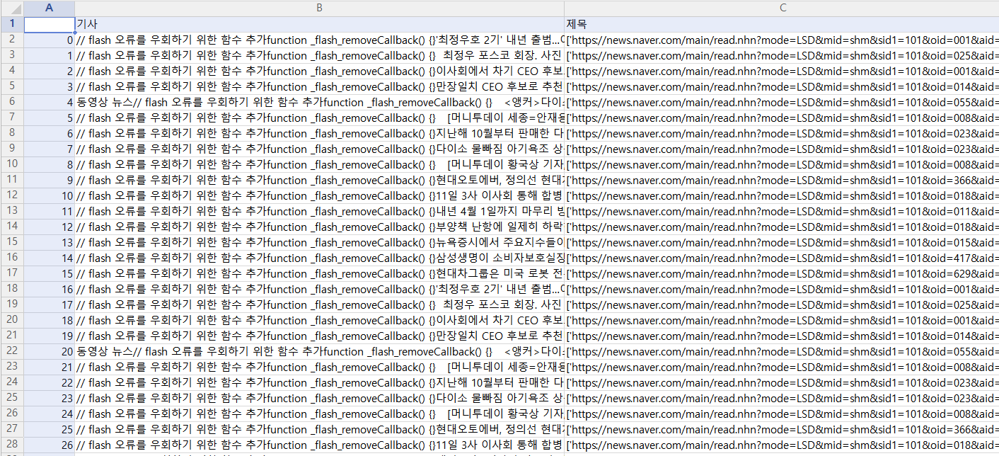 A B C
1 기사 제목
2 0 // flash 오류를 우회하기 위한 함수 추가function _flash_removeCallback() {}'최정우호 2기' 내년 출범... ['https://news.naver.com/main/read.nhn?mode=LSD&mid=shm&sid1=101&oid=001&aid=
3 1 // flash 오류를 우회하기 위한 함수 추가function _flash_removeCallback() {} 최정우 포스코 회장. 사진 ['https://news.naver.com/main/read.nhn?mode=LSD&mid=shm&sid1=101&oid=025&aid=
4 2 // flash 오류를 우회하기 위한 함수 추가function _flash_removeCallback() {}이사회에서 차기 CEO 후보 ['https://news.naver.com/main/read.nhn?mode=LSD&mid=shm&sid1=101&oid=001&aid=
5 3 // flash 오류를 우회하기 위한 함수 추가function _flash_removeCallback() {}만장일치 CEO 후보로 추천 ['https://news.naver.com/main/read.nhn?mode=LSD&mid=shm&sid1=101&oid=014&aid=
6 4 동영상 뉴스// flash 오류를 우회하기 위한 함수 추가function _flash_removeCallback() {} <앵커>다이 ['https://news.naver.com/main/read.nhn?mode=LSD&mid=shm&sid1=101&oid=055&aid=
7 5 // flash 오류를 우회하기 위한 함수 추가function _flash_removeCallback() {} [머니투데이 세종=안재용 ['https://news.naver.com/main/read.nhn?mode=LSD&mid=shm&sid1=101&oid=008&aid=
8 6 // flash 오류를 우회하기 위한 함수 추가function _flash_removeCallback() {}지난해 10월부터 판매한 다 ['https://news.naver.com/main/read.nhn?mode=LSD&mid=shm&sid1=101&oid=023&aid=
9 7 // flash 오류를 우회하기 위한 함수 추가function _flash_removeCallback() {}다이소 물빠짐 아기욕조 상 ['https://news.naver.com/main/read.nhn?mode=LSD&mid=shm&sid1=101&oid=023&aid=
10 8 // flash 오류를 우회하기 위한 함수 추가function _flash_removeCallback() {} [머니투데이 황국상 기자 ['https://news.naver.com/main/read.nhn?mode=LSD&mid=shm&sid1=101&oid=008&aid=
11 9 // flash 오류를 우회하기 위한 함수 추가function _flash_removeCallback() {}현대오토에버, 정의선 현대 ['https://news.naver.com/main/read.nhn?mode=LSD&mid=shm&sid1=101&oid=366&aid=
12 10 // flash 오류를 우회하기 위한 함수 추가function _flash_removeCallback() {}11일 3사 이사회 통해 합병 ['https://news.naver.com/main/read.nhn?mode=LSD&mid=shm&sid1=101&oid=018&aid=
13 11 // flash 오류를 우회하기 위한 함수 추가function _flash_removeCallback() {}내년 4월 1일까지 마무리 방 ['https://news.naver.com/main/read.nhn?mode=LSD&mid=shm&sid1=101&oid=011&aid=
14 12 // flash 오류를 우회하기 위한 함수 추가function _flash_removeCallback() {}부양책 난항에 일제히 하락 ['https://news.naver.com/main/read.nhn?mode=LSD&mid=shm&sid1=101&oid=018&aid=
15 13 // flash 오류를 우회하기 위한 함수 추가function _flash_removeCallback() {}뉴욕증시에서 주요지수들이 ['https://news.naver.com/main/read.nhn?mode=LSD&mid=shm&sid1=101&oid=015&aid=
16 14 // flash 오류를 우회하기 위한 함수 추가function _flash_removeCallback() {}삼성생명이 소비자보호실장 ['https://news.naver.com/main/read.nhn?mode=LSD&mid=shm&sid1=101&oid=417&aid=
17 15 // flash 오류를 우회하기 위한 함수 추가function _flash_removeCallback() {}현대차그룹은 미국 로봇 전 ['https://news.naver.com/main/read.nhn?mode=LSD&mid=shm&sid1=101&oid=629&aid=
18 16 // flash 오류를 우회하기 위한 함수 추가function _flash_removeCallback() {}'최정우호 2기' 내년 출범... ['https://news.naver.com/main/read.nhn?mode=LSD&mid=shm&sid1=101&oid=001&aid=
19 17 // flash 오류를 우회하기 위한 함수 추가function _flash_removeCallback() {} 최정우 포스코 회장. 사진 ['https://news.naver.com/main/read.nhn?mode=LSD&mid=shm&sid1=101&oid=025&aid=
20 18 // flash 오류를 우회하기 위한 함수 추가function _flash_removeCallback() {}이사회에서 차기 CEO 후보 ['https://news.naver.com/main/read.nhn?mode=LSD&mid=shm&sid1=101&oid=001&aid=
21 19 // flash 오류를 우회하기 위한 함수 추가function _flash_removeCallback() {}만장일치 CEO 후보로 추천 ['https://news.naver.com/main/read.nhn?mode=LSD&mid=shm&sid1=101&oid=014&aid=
22 20 동영상 뉴스// flash 오류를 우회하기 위한 함수 추가function _flash_removeCallback() {} <앵커>다이 ['https://news.naver.com/main/read.nhn?mode=LSD&mid=shm&sid1=101&oid=055&aid=
23 21 // flash 오류를 우회하기 위한 함수 추가function _flash_removeCallback() {} [머니투데이 세종=안재용 ['https://news.naver.com/main/read.nhn?mode=LSD&mid=shm&sid1=101&oid=008&aid=
24 22 // flash 오류를 우회하기 위한 함수 추가function _flash_removeCallback() {}지난해 10월부터 판매한 다 ['https://news.naver.com/main/read.nhn?mode=LSD&mid=shm&sid1=101&oid=023&aid=
25 23 // flash 오류를 우회하기 위한 함수 추가function _flash_removeCallback() {}다이소 물빠짐 아기욕조 상 ['https://news.naver.com/main/read.nhn?mode=LSD&mid=shm&sid1=101&oid=023&aid=
26 24 // flash 오류를 우회하기 위한 함수 추가function _flash_removeCallback() {} [머니투데이 황국상 기자 ['https://news.naver.com/main/read.nhn?mode=LSD&mid=shm&sid1=101&oid=008&aid=
27 25 // flash 오류를 우회하기 위한 함수 추가function _flash_removeCallback() {}현대오토에버, 정의선 현대 ['https://news.naver.com/main/read.nhn?mode=LSD&mid=shm&sid1=101&oid=366&aid=
28 26 // flash 오류를 우회하기 위한 함수 추가function _flash_removeCallback() {}11일 3사 이사회 통해 합병 ['https://news.naver.com/main/read.nhn?mode=LSD&mid=shm&sid1=101&oid=018&aid=